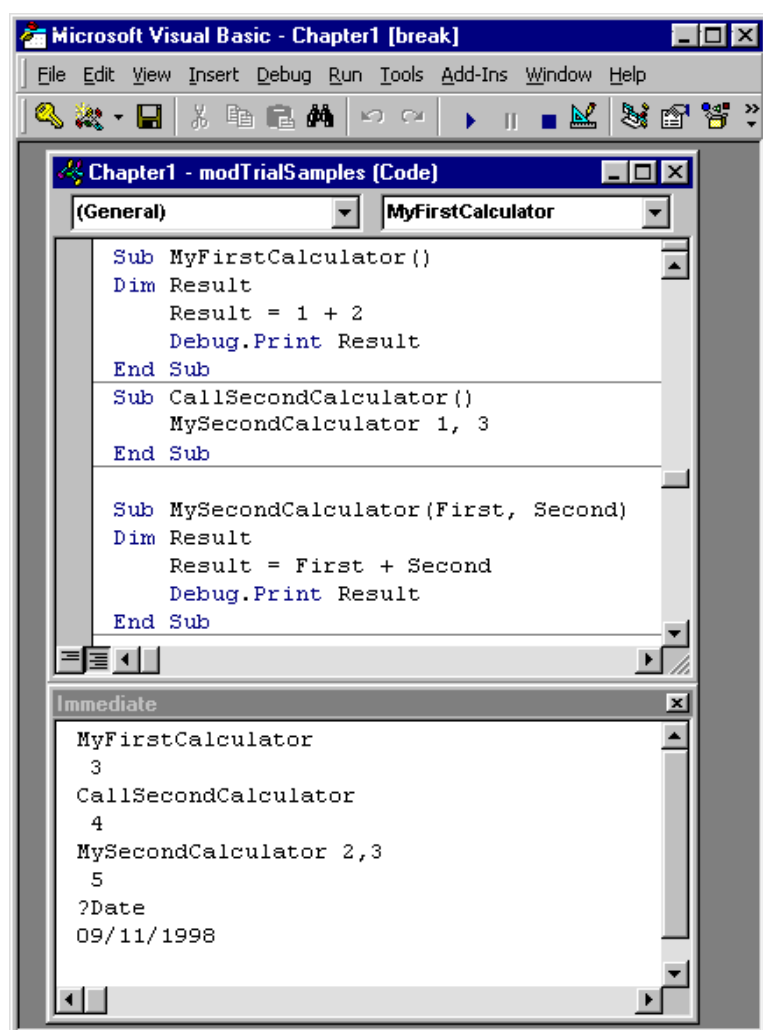 Microsoft Visual Basic - Chapter1 [break]
File Edit View Insert Debug Run Tools Add-Ins Window Help
Chapter1 - modTrialSamples (Code)
(General) MyFirstCalculator
Sub MyFirstCalculator()
Dim Result
    Result = 1 + 2
    Debug.Print Result
End Sub
Sub CallSecondCalculator()
    MySecondCalculator 1, 3
End Sub
Sub MySecondCalculator(First, Second)
Dim Result
    Result = First + Second
    Debug.Print Result
End Sub
Immediate
MyFirstCalculator
 3
CallSecondCalculator
 4
MySecondCalculator 2,3
 5
?Date
09/11/1998